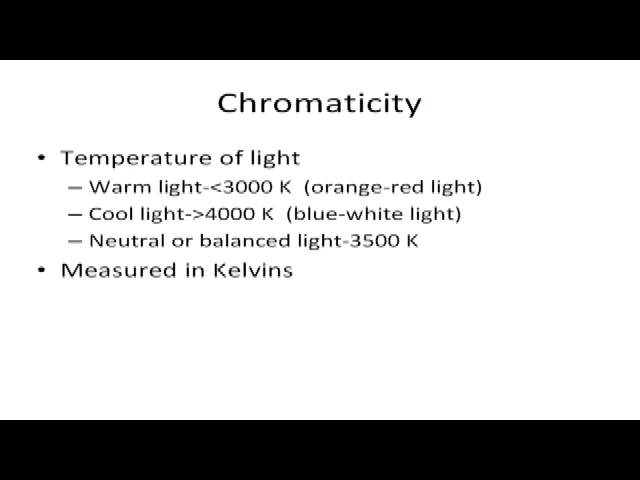 Chromaticity
• Temperature of light
– Warm light-<3000 K (orange-red light)
– Cool light->4000 K (blue-white light)
– Neutral or balanced light-3500 K
• Measured in Kelvins